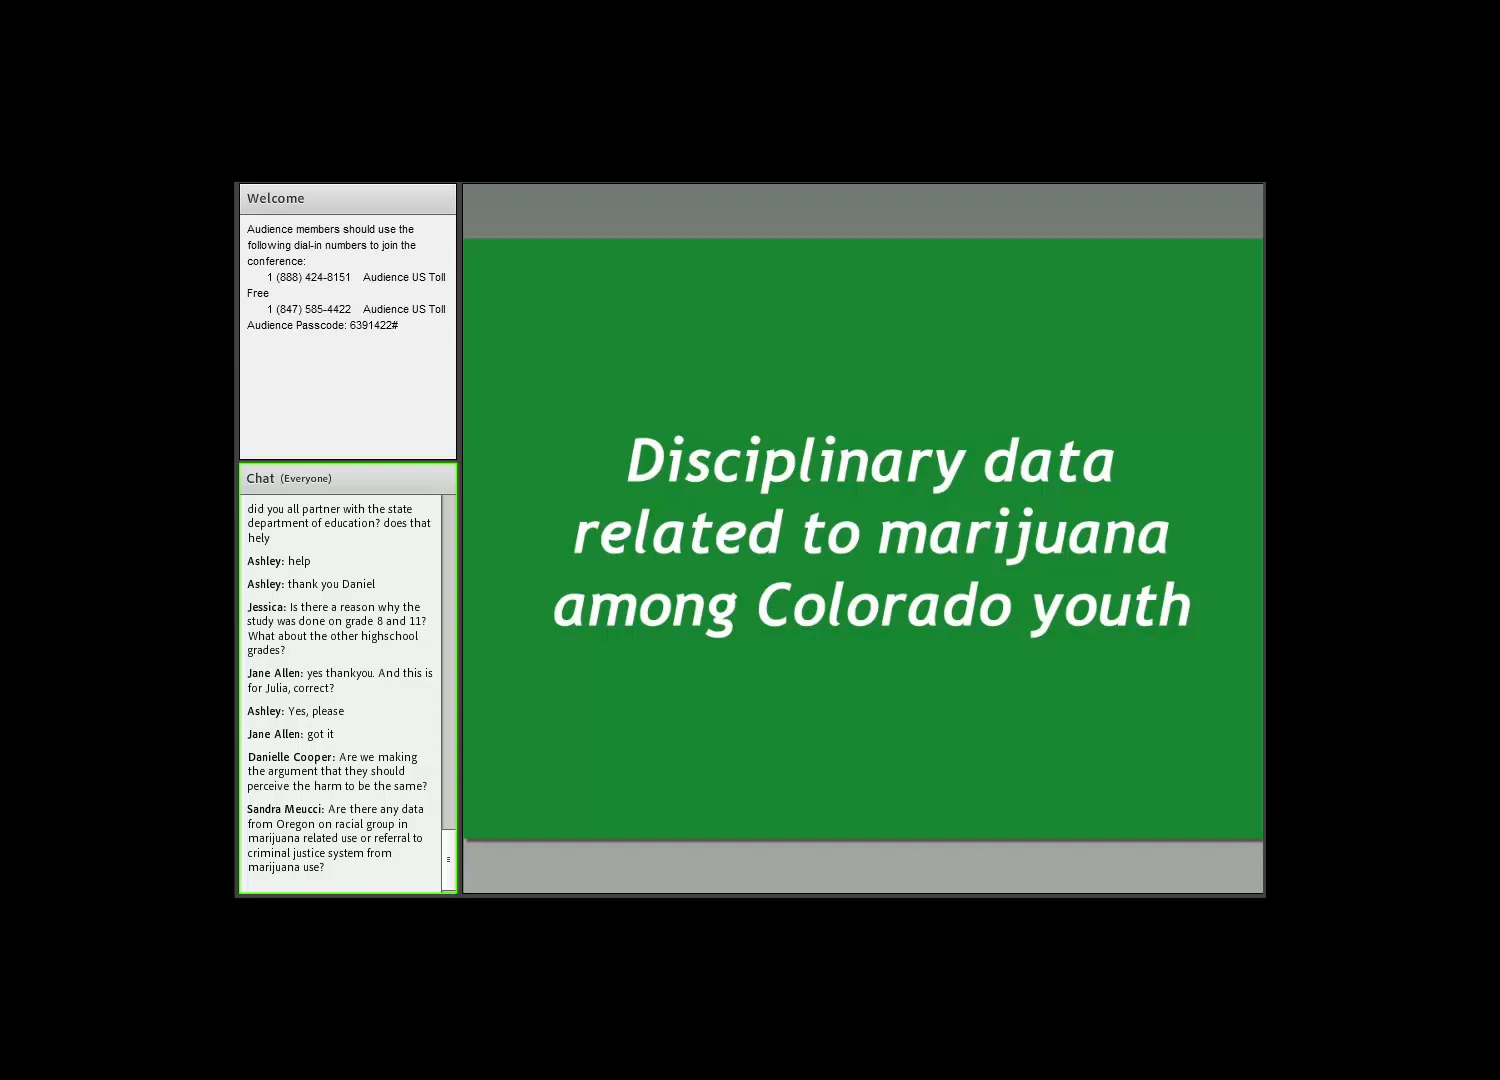 Welcome
Audience members should use the
following dial-in numbers to join the
conference:
1 (888) 424-8151 Audience US Toll
Free
1 (847) 585-4422 Audience US Toll
Audience Passcode: 6391422#
Chat (Everyone)
did you all partner with the state
department of education? does that
hely
Ashley: help
Ashley: thank you Daniel
Jessica: Is there a reason why the
study was done on grade 8 and 11?
What about the other highschool
grades?
Jane Allen: yes thankyou. And this is
for Julia, correct?
Ashley: Yes, please
Jane Allen: got it
Danielle Cooper: Are we making
the argument that they should
perceive the harm to be the same?
Sandra Meucci: Are there any data
from Oregon on racial group in
marijuana related use or referral to
criminal justice system from
marijuana use?
Disciplinary data
related to marijuana
among Colorado youth